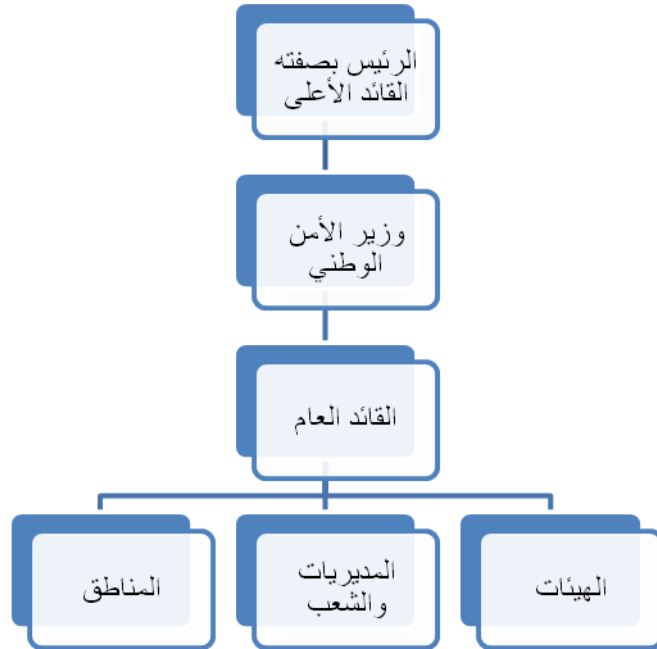 الرئيس بصفته
القائد الأعلى
وزير الأمن
الوطني
القائد العام
الهيئات
المديريات
والشعب
المناطق